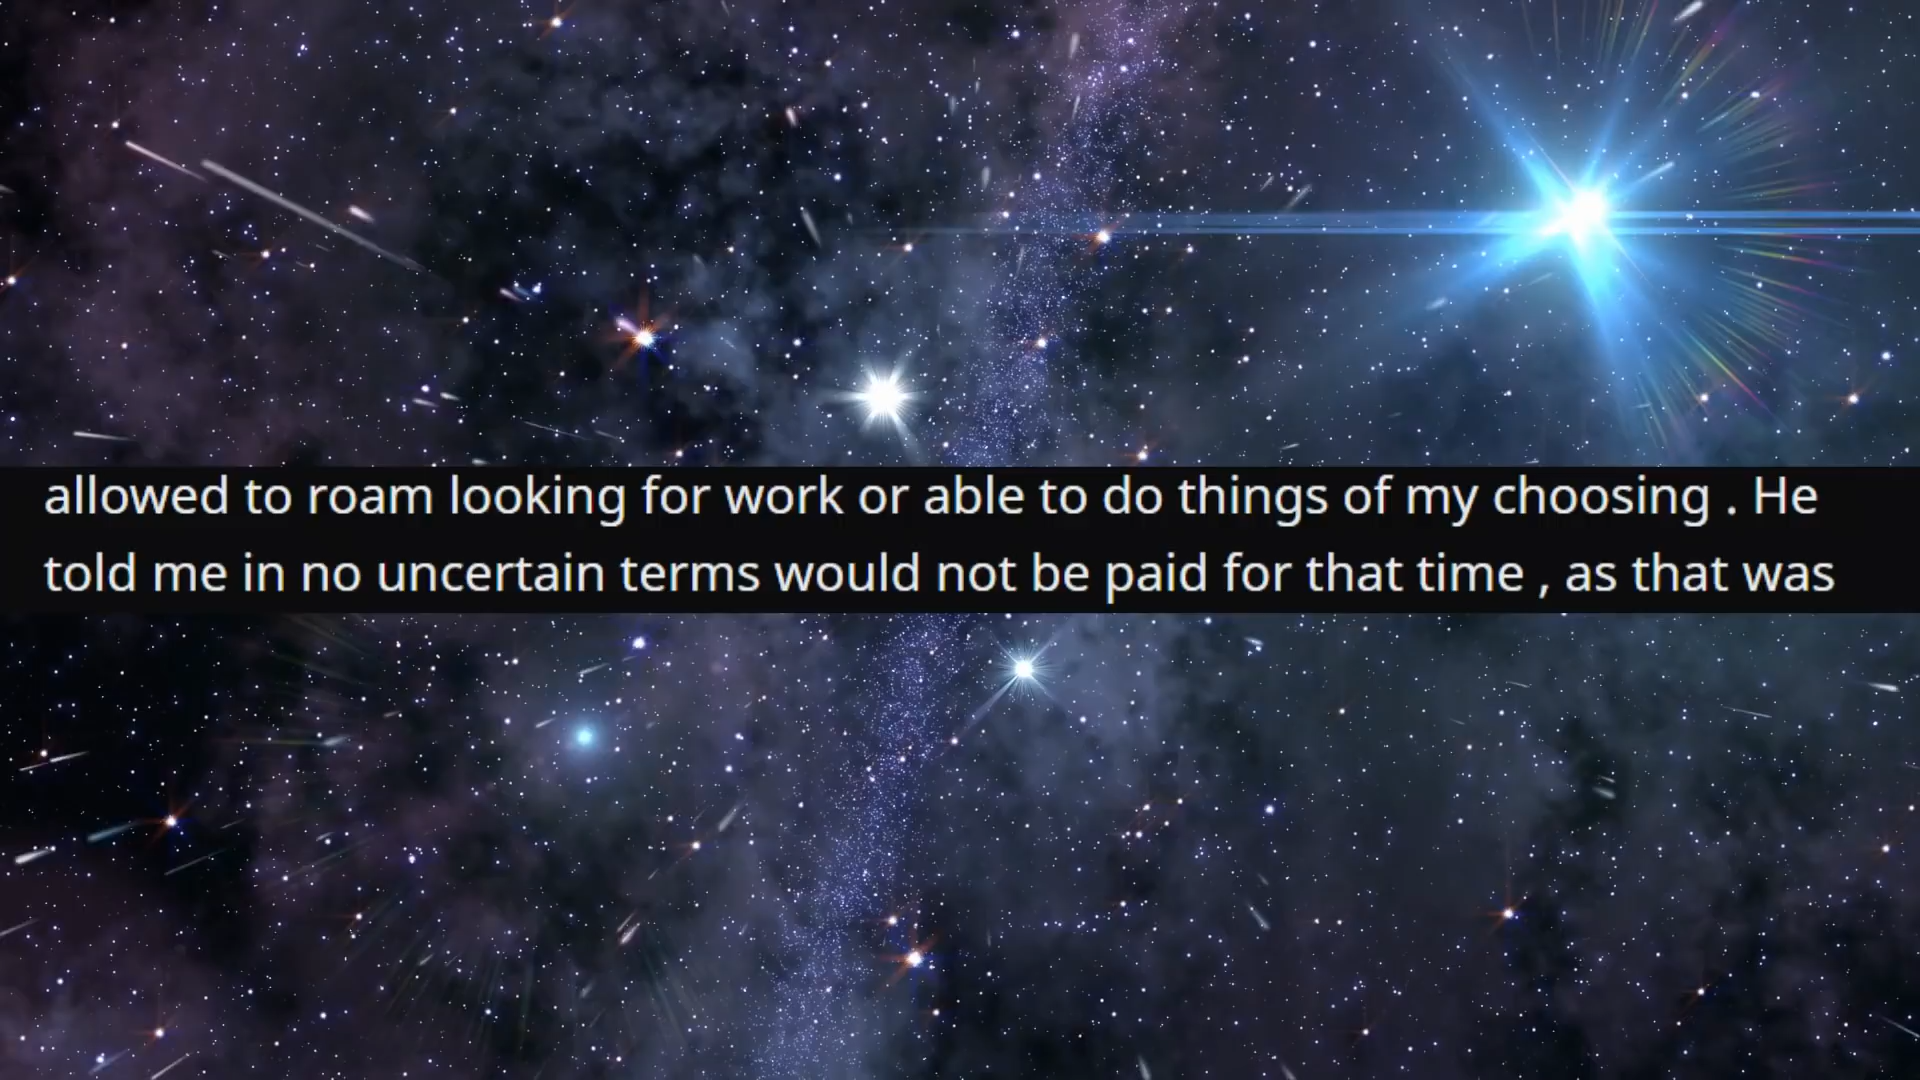 allowed to roam looking for work or able to do things of my choosing . He
told me in no uncertain terms would not be paid for that time , as that was